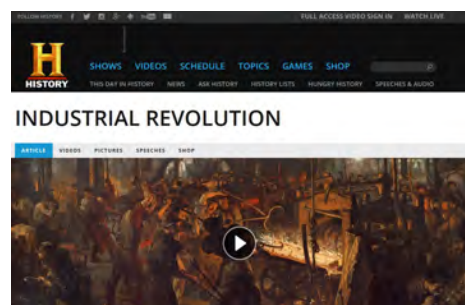 FOLLOW HISTORY
FULL ACCESS VIDEO SIGN IN WATCH LIVE
H
HISTORY
SHOWS VIDEOS SCHEDULE TOPICS GAMES SHOP
THIS DAY IN HISTORY NEWS ASK HISTORY HISTORY LISTS HUNGRY HISTORY SPEECHES & AUDIO
INDUSTRIAL REVOLUTION
ARTICLE VIDEOS PICTURES SPEECHES SHOP